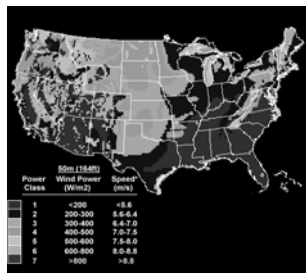 50m (164ft)
Power Wind Power Speed*
Class (W/m2) (m/s)
1 <200 <5.6
2 200-300 5.6-6.4
3 300-400 6.4-7.0
4 400-500 7.0-7.5
5 500-600 7.5-8.0
6 600-800 8.0-8.8
7 >800 >8.8